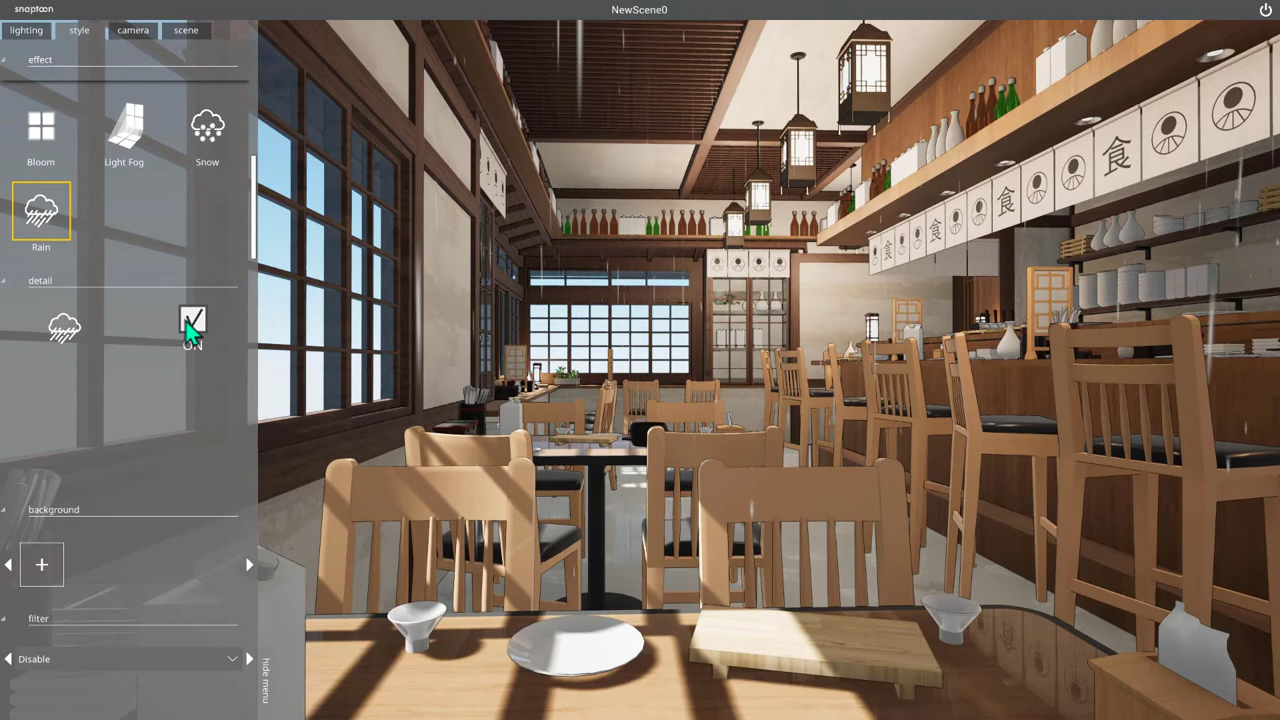 snaptoon
NewScene0
lighting
style
camera
scene
effect
Bloom
Light Fog
Snow
Rain
detail
ON
background
+
filter
Disable
hide menu
食
食
食
食